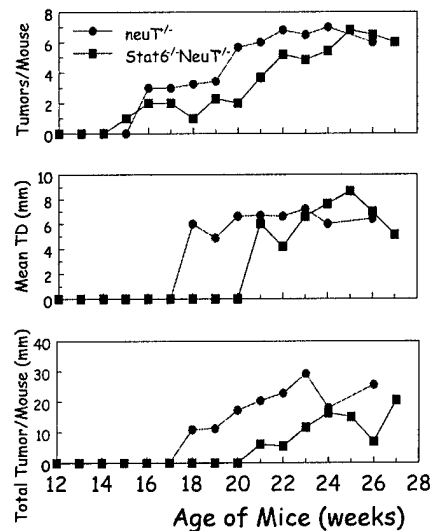 8
6
4
2
0
Tumors/Mouse
neuT⁺/⁻
Stat6⁻/⁻NeuT⁺/⁻
10
8
6
4
2
0
Mean TD (mm)
40
30
20
10
0
Total Tumor/Mouse (mm)
12 14 16 18 20 22 24 26 28
Age of Mice (weeks)